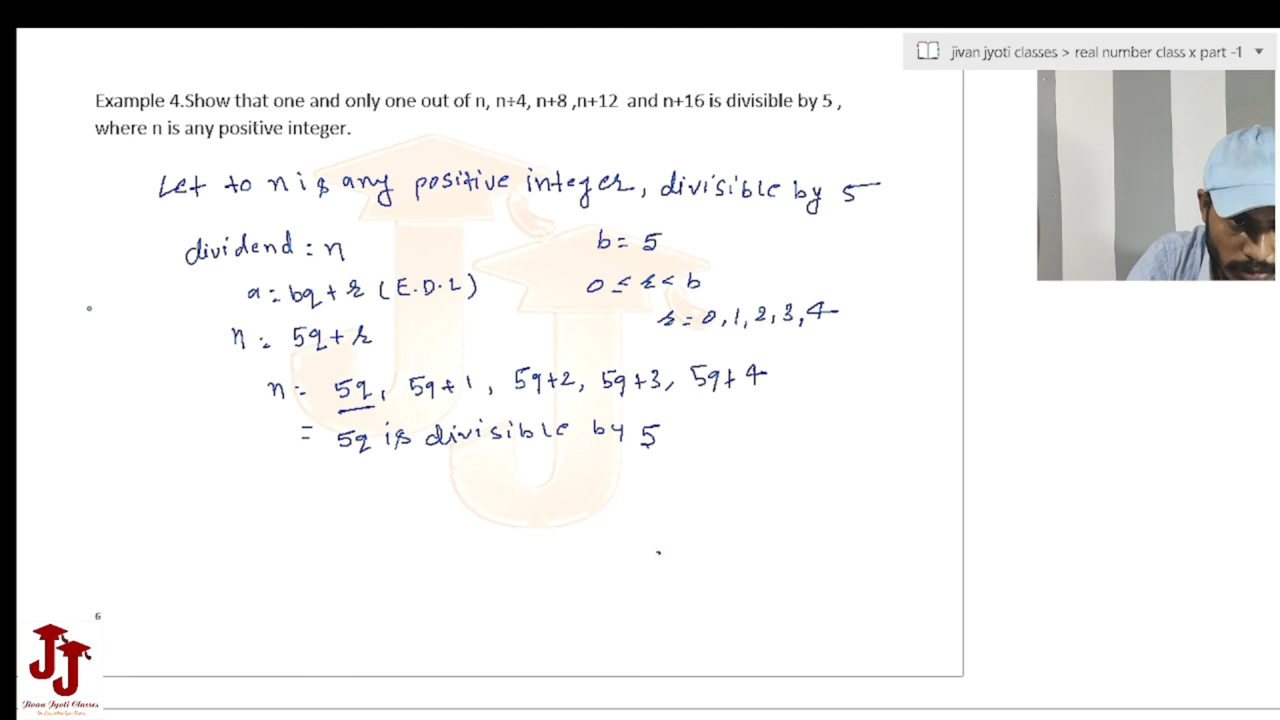 jivan jyoti classes > real number class x part -1
Example 4.Show that one and only one out of n, n+4, n+8 ,n+12 and n+16 is divisible by 5 ,
where n is any positive integer.
Let to n is any positive integer, divisible by 5
dividend = n
b = 5
a = bq + r (E.D.L)
0 ≤ r < b
r = 0, 1, 2, 3, 4
n = 5q + r
n = 5q, 5q+1, 5q+2, 5q+3, 5q+4
= 5q is divisible by 5
6
JJ
Jivan Jyoti Classes